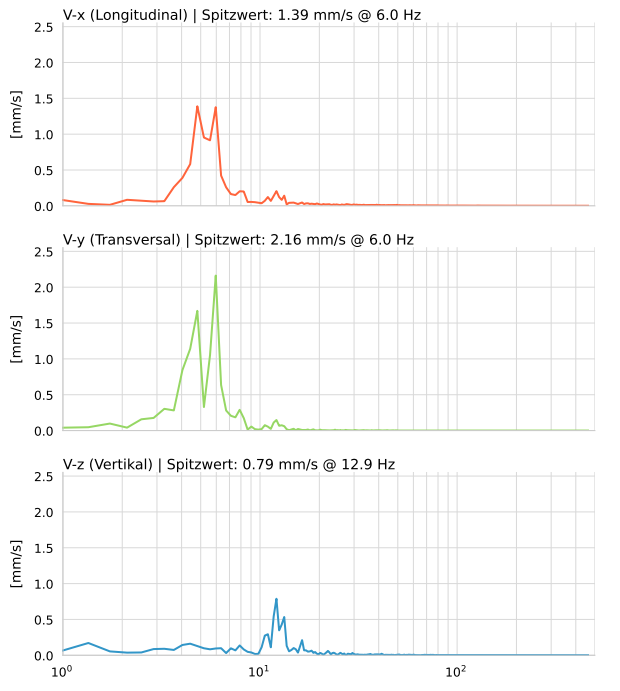 V-x (Longitudinal) | Spitzwert: 1.39 mm/s @ 6.0 Hz
2.5
2.0
1.5
1.0
0.5
0.0
[mm/s]
V-y (Transversal) | Spitzwert: 2.16 mm/s @ 6.0 Hz
2.5
2.0
1.5
1.0
0.5
0.0
[mm/s]
V-z (Vertikal) | Spitzwert: 0.79 mm/s @ 12.9 Hz
2.5
2.0
1.5
1.0
0.5
0.0
[mm/s]
10⁰ 10¹ 10²